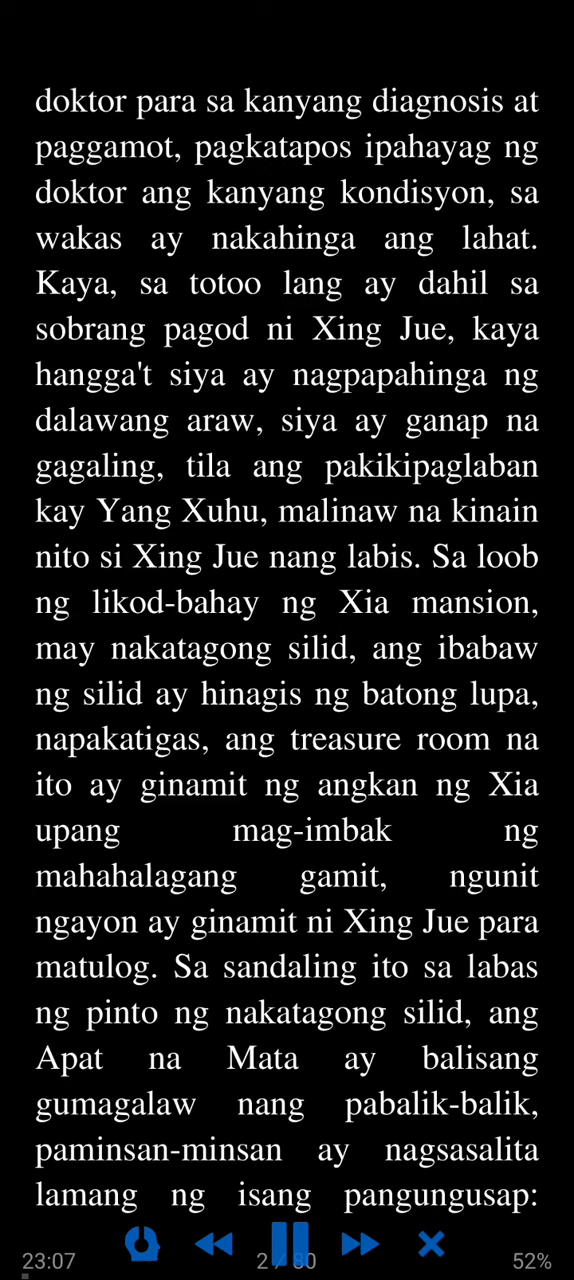 doktor para sa kanyang diagnosis at
paggamot, pagkatapos ipahayag ng
doktor ang kanyang kondisyon, sa
wakas ay nakahinga ang lahat.
Kaya, sa totoo lang ay dahil sa
sobrang pagod ni Xing Jue, kaya
hangga't siya ay nagpapahinga ng
dalawang araw, siya ay ganap na
gagaling, tila ang pakikipaglaban
kay Yang Xuhu, malinaw na kinain
nito si Xing Jue nang labis. Sa loob
ng likod-bahay ng Xia mansion,
may nakatagong silid, ang ibabaw
ng silid ay hinagis ng batong lupa,
napakatigas, ang treasure room na
ito ay ginamit ng angkan ng Xia
upang mag-imbak ng
mahahalagang gamit, ngunit
ngayon ay ginamit ni Xing Jue para
matulog. Sa sandaling ito sa labas
ng pinto ng nakatagong silid, ang
Apat na Mata ay balisang
gumagalaw nang pabalik-balik,
paminsan-minsan ay nagsasalita
lamang ng isang pangungusap:
23:07 2 / 80 52%